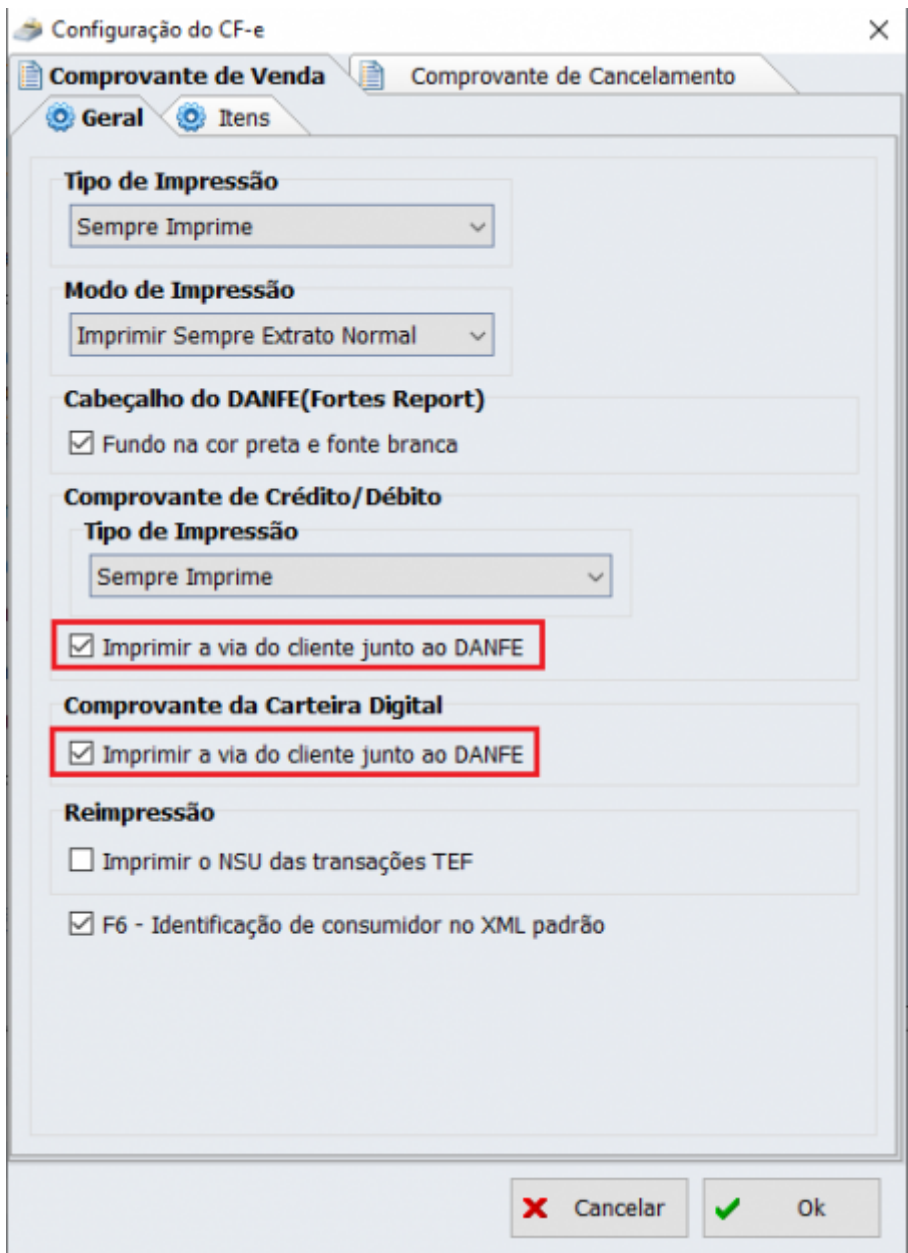 Configuração do CF-e
Comprovante de Venda
Comprovante de Cancelamento
Geral
Itens
Tipo de Impressão
Sempre Imprime
Modo de Impressão
Imprimir Sempre Extrato Normal
Cabeçalho do DANFE(Fortes Report)
Fundo na cor preta e fonte branca
Comprovante de Crédito/Débito
Tipo de Impressão
Sempre Imprime
Imprimir a via do cliente junto ao DANFE
Comprovante da Carteira Digital
Imprimir a via do cliente junto ao DANFE
Reimpressão
Imprimir o NSU das transações TEF
F6 - Identificação de consumidor no XML padrão
Cancelar
Ok